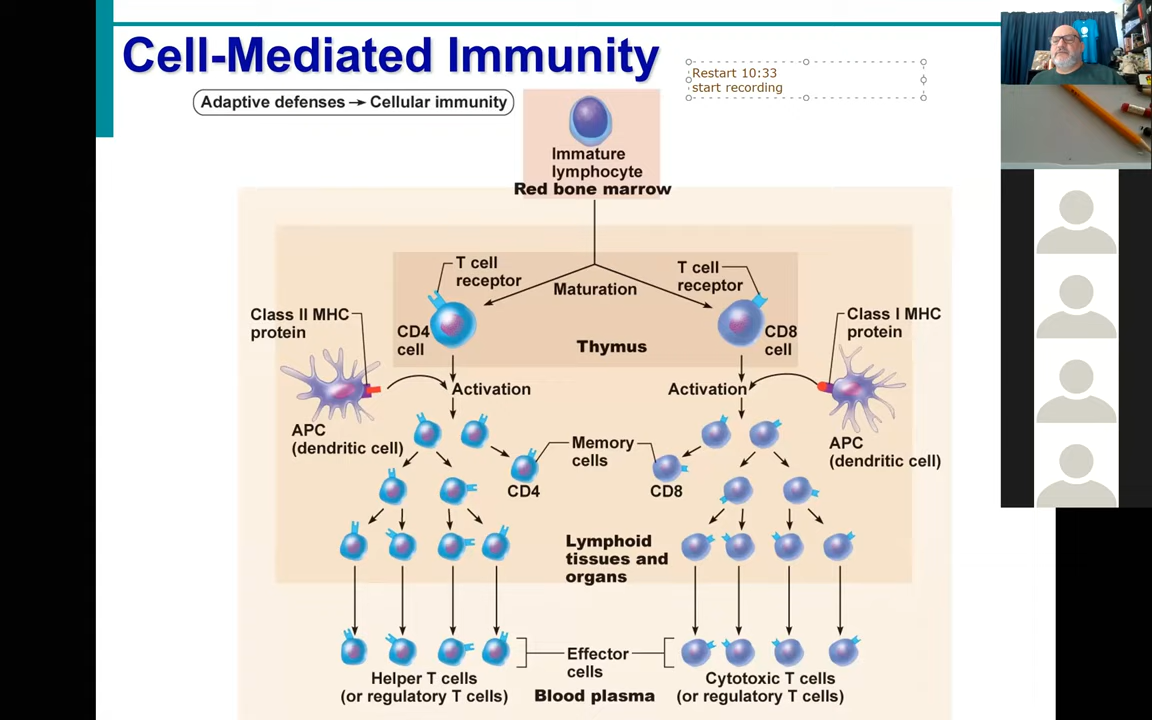 Cell-Mediated Immunity
Restart 10:33
start recording
Adaptive defenses → Cellular immunity
Immature
lymphocyte
Red bone marrow
T cell
receptor
T cell
receptor
Maturation
Class II MHC
protein
Class I MHC
protein
CD4
cell
CD8
cell
Thymus
Activation
Activation
APC
(dendritic cell)
Memory
cells
APC
(dendritic cell)
CD4
CD8
Lymphoid
tissues and
organs
Effector
cells
Helper T cells
(or regulatory T cells)
Cytotoxic T cells
(or regulatory T cells)
Blood plasma